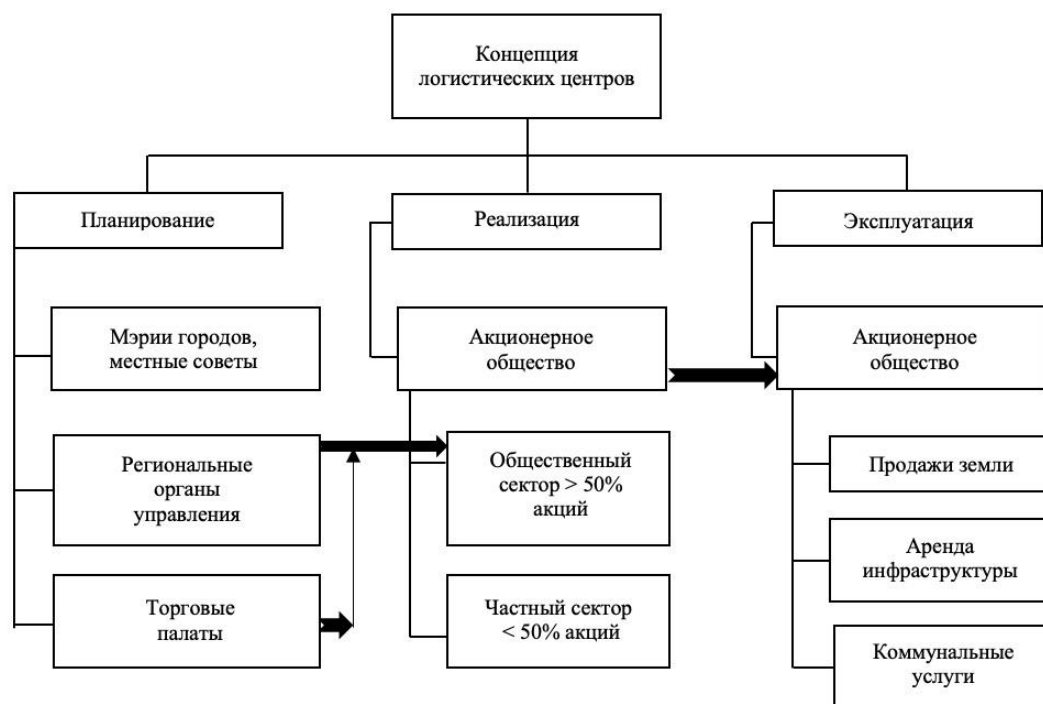 Концепция
логистических центров
Планирование
Реализация
Эксплуатация
Мэрии городов,
местные советы
Акционерное
общество
Акционерное
общество
Региональные
органы
управления
Общественный
сектор > 50%
акций
Продажи земли
Аренда
инфраструктуры
Торговые
палаты
Частный сектор
< 50% акций
Коммунальные
услуги